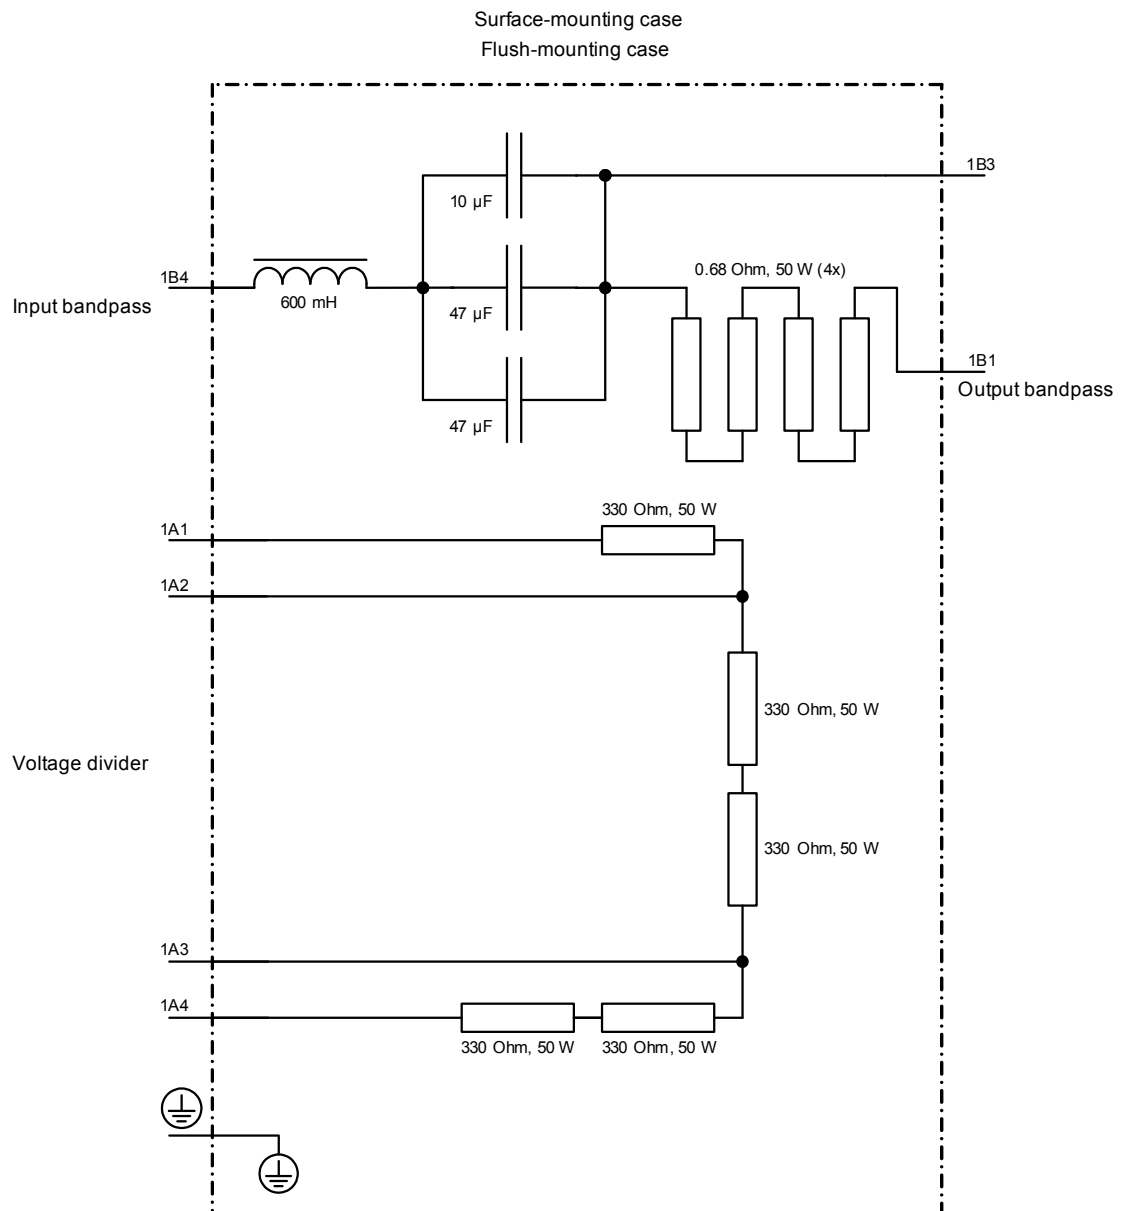 Surface-mounting case
Flush-mounting case
1B3
10 µF
0.68 Ohm, 50 W (4x)
1B4
Input bandpass
600 mH
47 µF
1B1
Output bandpass
47 µF
330 Ohm, 50 W
1A1
1A2
330 Ohm, 50 W
Voltage divider
330 Ohm, 50 W
1A3
1A4
330 Ohm, 50 W
330 Ohm, 50 W